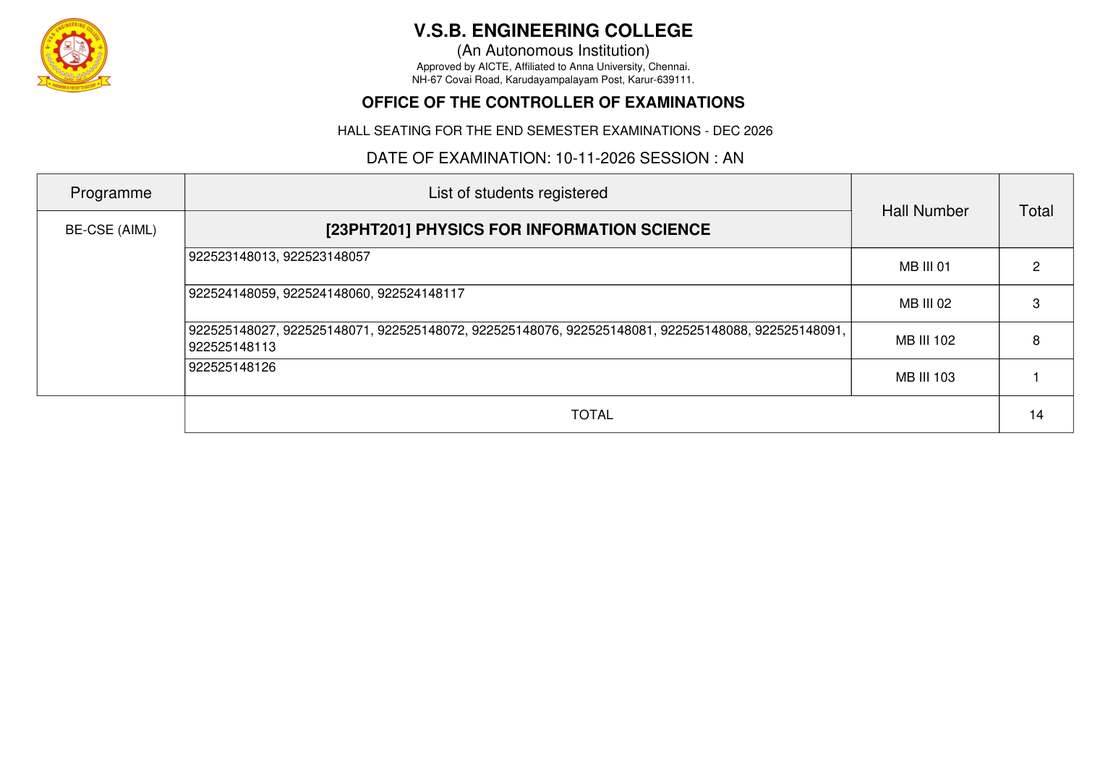 V.S.B. ENGINEERING COLLEGE
(An Autonomous Institution)
Approved by AICTE, Affiliated to Anna University, Chennai.
NH-67 Covai Road, Karudayampalayam Post, Karur-639111.
OFFICE OF THE CONTROLLER OF EXAMINATIONS
HALL SEATING FOR THE END SEMESTER EXAMINATIONS - DEC 2026
DATE OF EXAMINATION: 10-11-2026 SESSION : AN
Programme List of students registered Hall Number Total
BE-CSE (AIML) [23PHT201] PHYSICS FOR INFORMATION SCIENCE
922523148013, 922523148057 MB III 01 2
922524148059, 922524148060, 922524148117 MB III 02 3
922525148027, 922525148071, 922525148072, 922525148076, 922525148081, 922525148088, 922525148091,
922525148113 MB III 102 8
922525148126 MB III 103 1
TOTAL 14